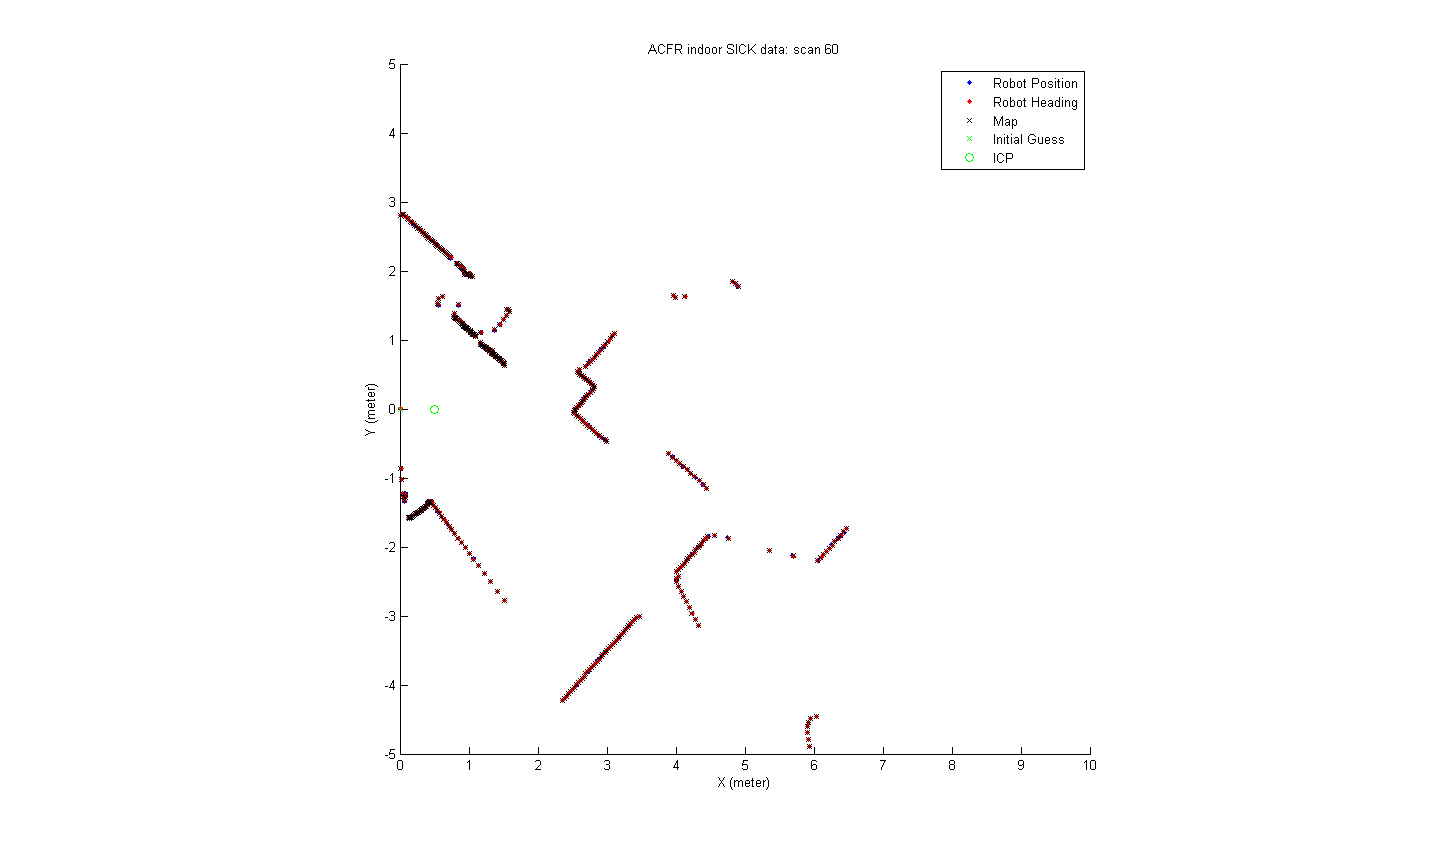 ACFR indoor SICK data: scan 60
Robot Position
Robot Heading
Map
Initial Guess
ICP
5
4
3
2
1
0
-1
-2
-3
-4
-5
Y (meter)
0 1 2 3 4 5 6 7 8 9 10
X (meter)